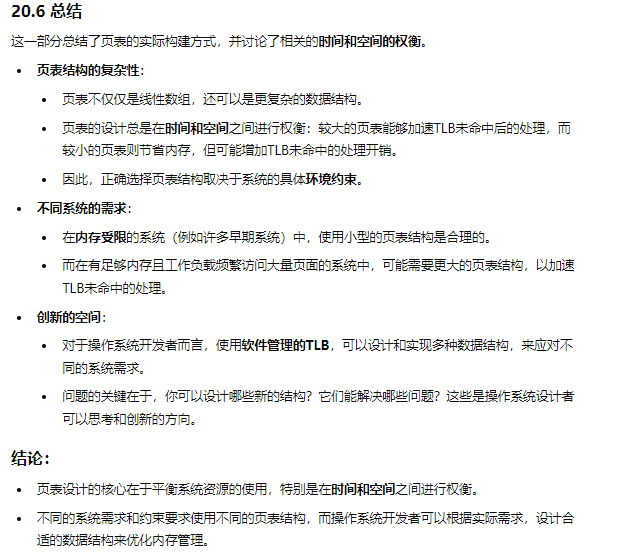 20.6 总结
这一部分总结了页表的实际构建方式，并讨论了相关的时间和空间的权衡。
• 页表结构的复杂性：
• 页表不仅仅是线性数组，还可以是更复杂的数据结构。
• 页表的设计总是在时间和空间之间进行权衡：较大的页表能够加速TLB未命中后的处理，而
较小的页表则节省内存，但可能增加TLB未命中的处理开销。
• 因此，正确选择页表结构取决于系统的具体环境约束。
• 不同系统的需求：
• 在内存受限的系统（例如许多早期系统）中，使用小型的页表结构是合理的。
• 而在有足够内存且工作负载频繁访问大量页面的系统中，可能需要更大的页表结构，以加速
TLB未命中的处理。
• 创新的空间：
• 对于操作系统开发者而言，使用软件管理的TLB，可以设计和实现多种数据结构，来应对不
同的系统需求。
• 问题的关键在于，你可以设计哪些新的结构？它们能解决哪些问题？这些是操作系统设计者
可以思考和创新的方向。
结论：
• 页表设计的核心在于平衡系统资源的使用，特别是在时间和空间之间进行权衡。
• 不同的系统需求和约束要求使用不同的页表结构，而操作系统开发者可以根据实际需求，设计合
适的数据结构来优化内存管理。